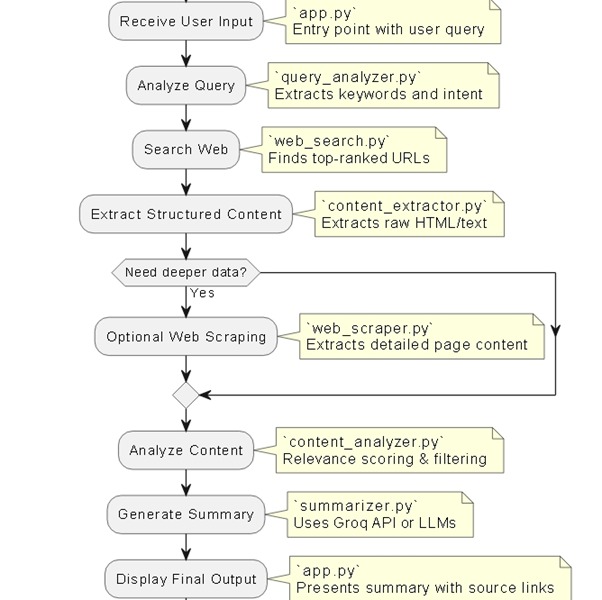 Receive User Input
`app.py`
Entry point with user query
Analyze Query
`query_analyzer.py`
Extracts keywords and intent
Search Web
`web_search.py`
Finds top-ranked URLs
Extract Structured Content
`content_extractor.py`
Extracts raw HTML/text
Need deeper data?
Yes
Optional Web Scraping
`web_scraper.py`
Extracts detailed page content
Analyze Content
`content_analyzer.py`
Relevance scoring & filtering
Generate Summary
`summarizer.py`
Uses Groq API or LLMs
Display Final Output
`app.py`
Presents summary with source links